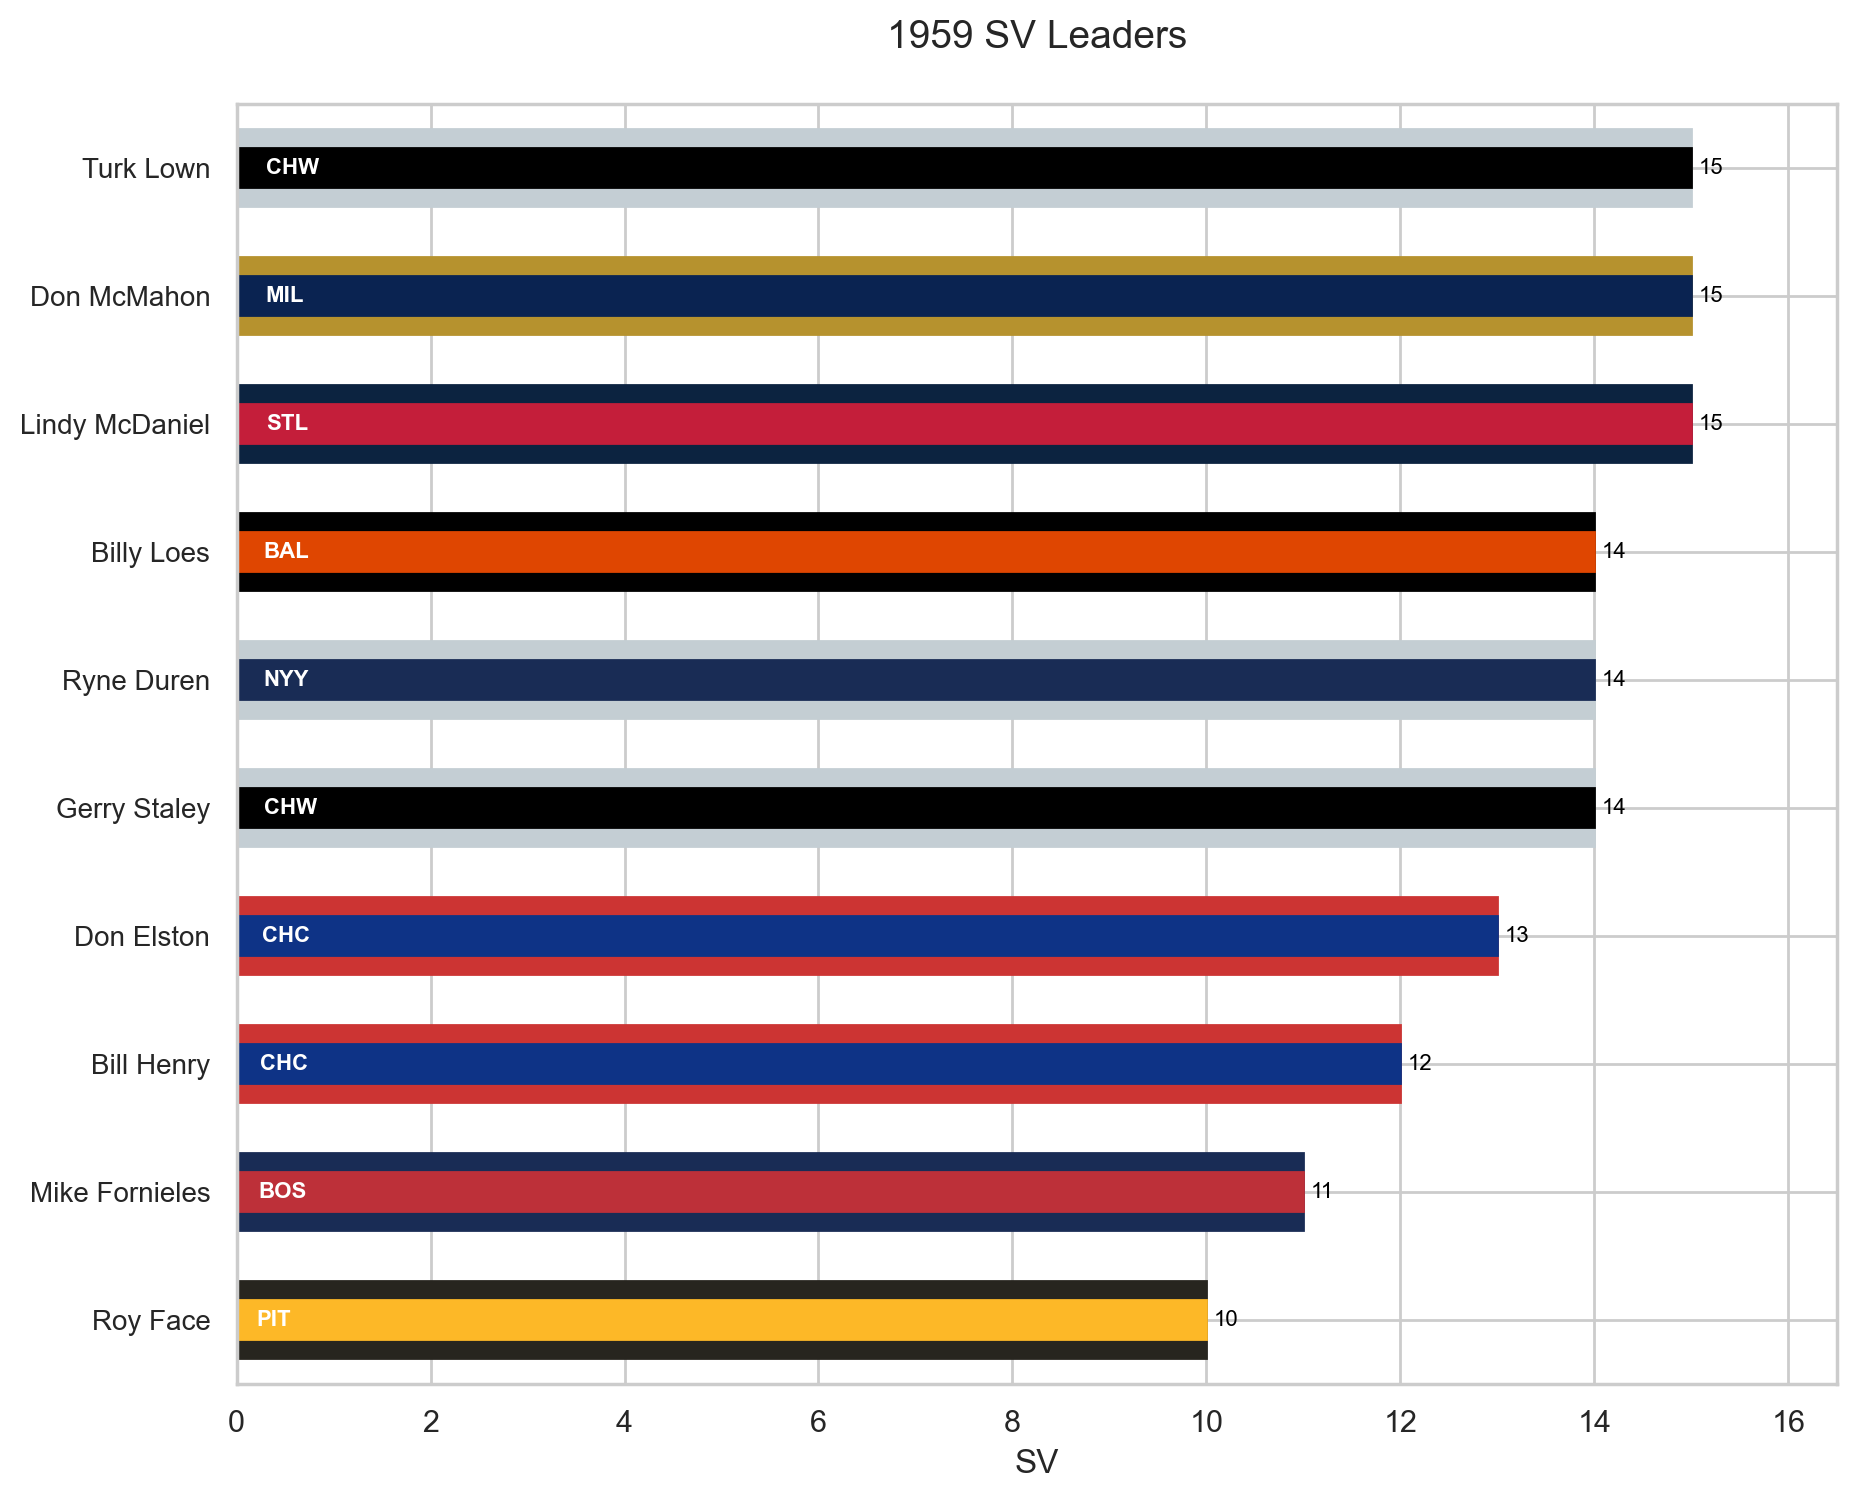 1959 SV Leaders
Turk Lown CHW 15
Don McMahon MIL 15
Lindy McDaniel STL 15
Billy Loes BAL 14
Ryne Duren NYY 14
Gerry Staley CHW 14
Don Elston CHC 13
Bill Henry CHC 12
Mike Fornieles BOS 11
Roy Face PIT 10
0 2 4 6 8 10 12 14 16
SV